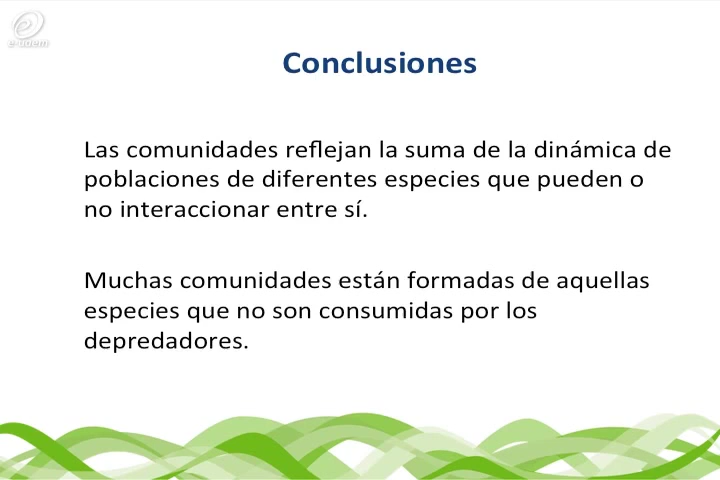 e-uaem
Conclusiones
Las comunidades reflejan la suma de la dinámica de
poblaciones de diferentes especies que pueden o
no interaccionar entre sí.
Muchas comunidades están formadas de aquellas
especies que no son consumidas por los
depredadores.